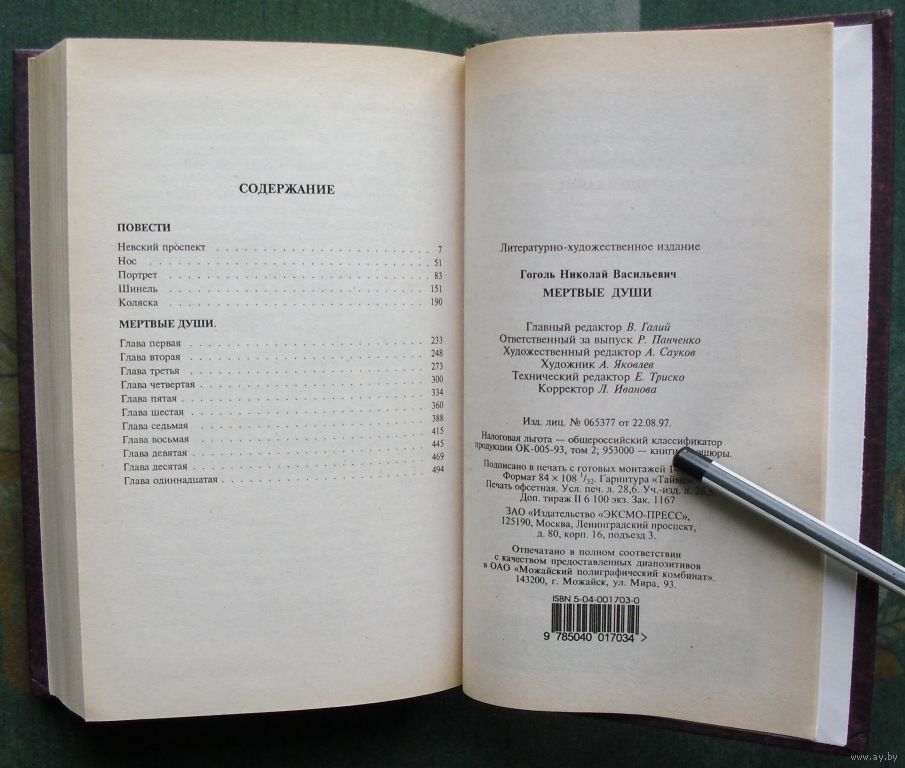 СОДЕРЖАНИЕ
ПОВЕСТИ
Невский проспект . . . . . . . . . . . . . . . . . . . . 7
Нос . . . . . . . . . . . . . . . . . . . . 51
Портрет . . . . . . . . . . . . . . . . . . . . 83
Шинель . . . . . . . . . . . . . . . . . . . . 151
Коляска . . . . . . . . . . . . . . . . . . . . 190
МЕРТВЫЕ ДУШИ.
Глава первая . . . . . . . . . . . . . . . . . . . . 233
Глава вторая . . . . . . . . . . . . . . . . . . . . 248
Глава третья . . . . . . . . . . . . . . . . . . . . 273
Глава четвертая . . . . . . . . . . . . . . . . . . . . 300
Глава пятая . . . . . . . . . . . . . . . . . . . . 334
Глава шестая . . . . . . . . . . . . . . . . . . . . 360
Глава седьмая . . . . . . . . . . . . . . . . . . . . 388
Глава восьмая . . . . . . . . . . . . . . . . . . . . 415
Глава девятая . . . . . . . . . . . . . . . . . . . . 445
Глава десятая . . . . . . . . . . . . . . . . . . . . 469
Глава одиннадцатая . . . . . . . . . . . . . . . . . . . . 494
Литературно-художественное издание
Гоголь Николай Васильевич
МЕРТВЫЕ ДУШИ
Главный редактор В. Галий
Ответственный за выпуск Р. Панченко
Художественный редактор А. Сауков
Художник А. Яковлев
Технический редактор Е. Триско
Корректор Л. Иванова
Изд. лиц. № 065377 от 22.08.97.
Налоговая льгота — общероссийский классификатор
продукции ОК-005-93, том 2; 953000 — книги,
Подписано в печать с готовых монтажей
Формат 84 × 108 1/32. Гарнитура «Таймс».
Печать офсетная. Усл. печ. л. 28,6. Уч.-изд. л. 26,5
Доп. тираж II 6 100 экз. Зак. 1167
ЗАО «Издательство «ЭКСМО-ПРЕСС»,
125190, Москва, Ленинградский проспект,
д. 80, корп. 16, подъезд 3.
Отпечатано в полном соответствии
с качеством предоставленных диапозитивов
в ОАО «Можайский полиграфический комбинат».
143200, г. Можайск, ул. Мира, 93.
ISBN 5-04-001703-0
9 785040 017034 >
www.ay.by